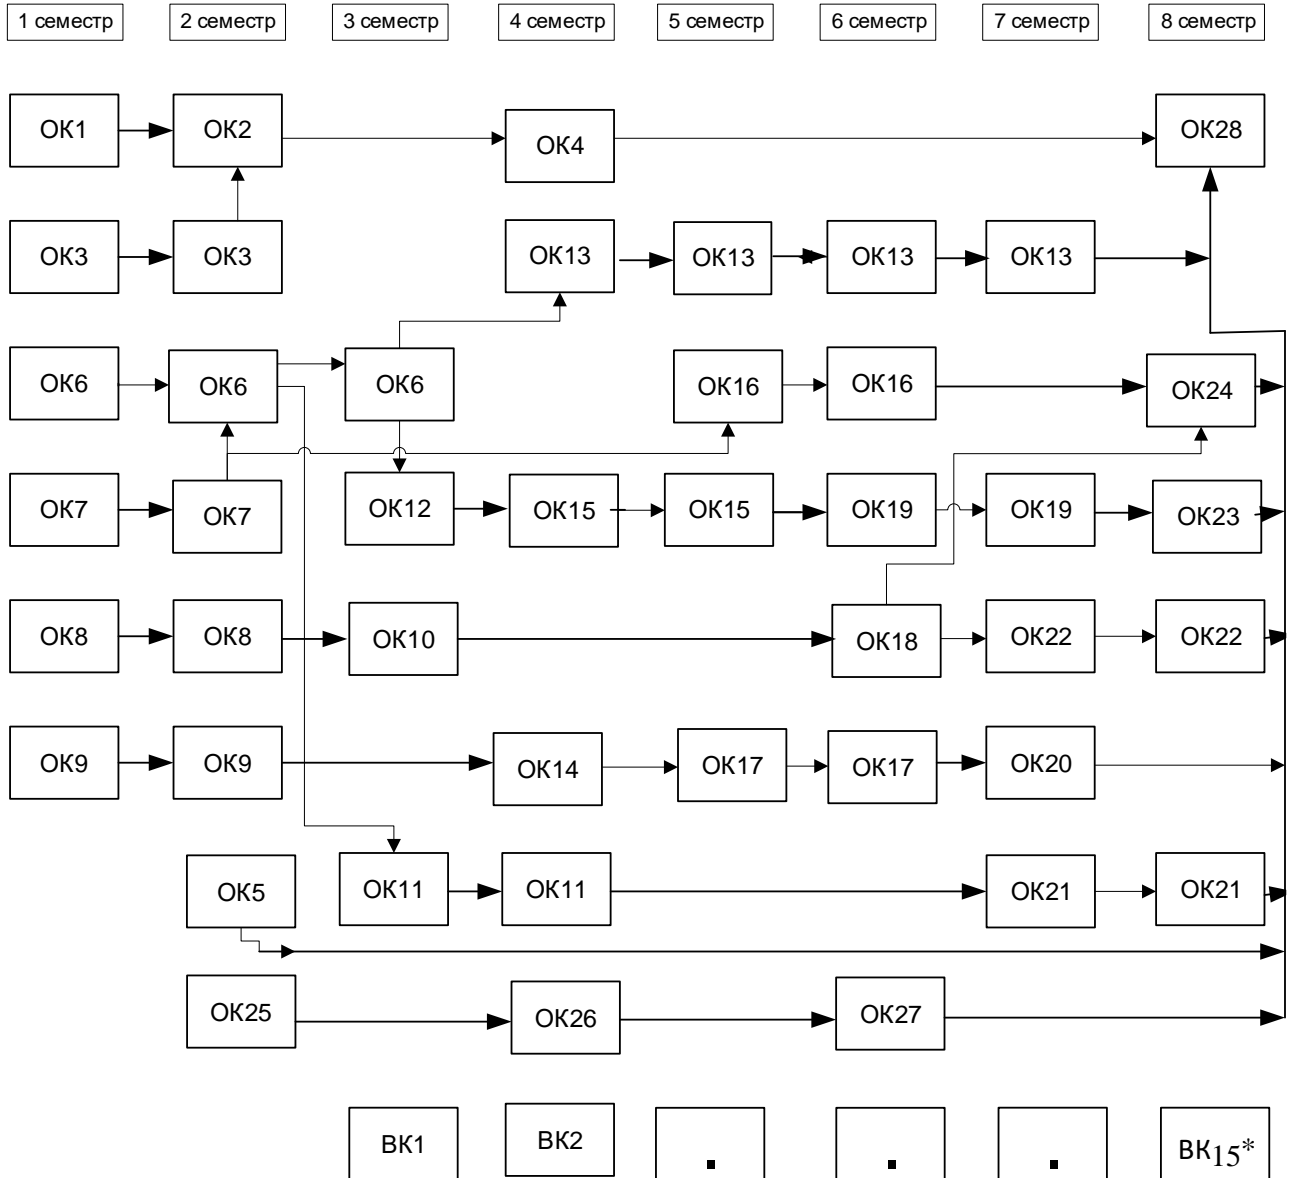 1 семестр 2 семестр 3 семестр 4 семестр 5 семестр 6 семестр 7 семестр 8 семестр
ОК1 ОК2 ОК4 ОК28
ОК3 ОК3 ОК13 ОК13 ОК13 ОК13
ОК6 ОК6 ОК6 ОК16 ОК16 ОК24
ОК7 ОК7 ОК12 ОК15 ОК15 ОК19 ОК19 ОК23
ОК8 ОК8 ОК10 ОК18 ОК22 ОК22
ОК9 ОК9 ОК14 ОК17 ОК17 ОК20
ОК5 ОК11 ОК11 ОК21 ОК21
ОК25 ОК26 ОК27
ВК1 ВК2 . . . ВК15*